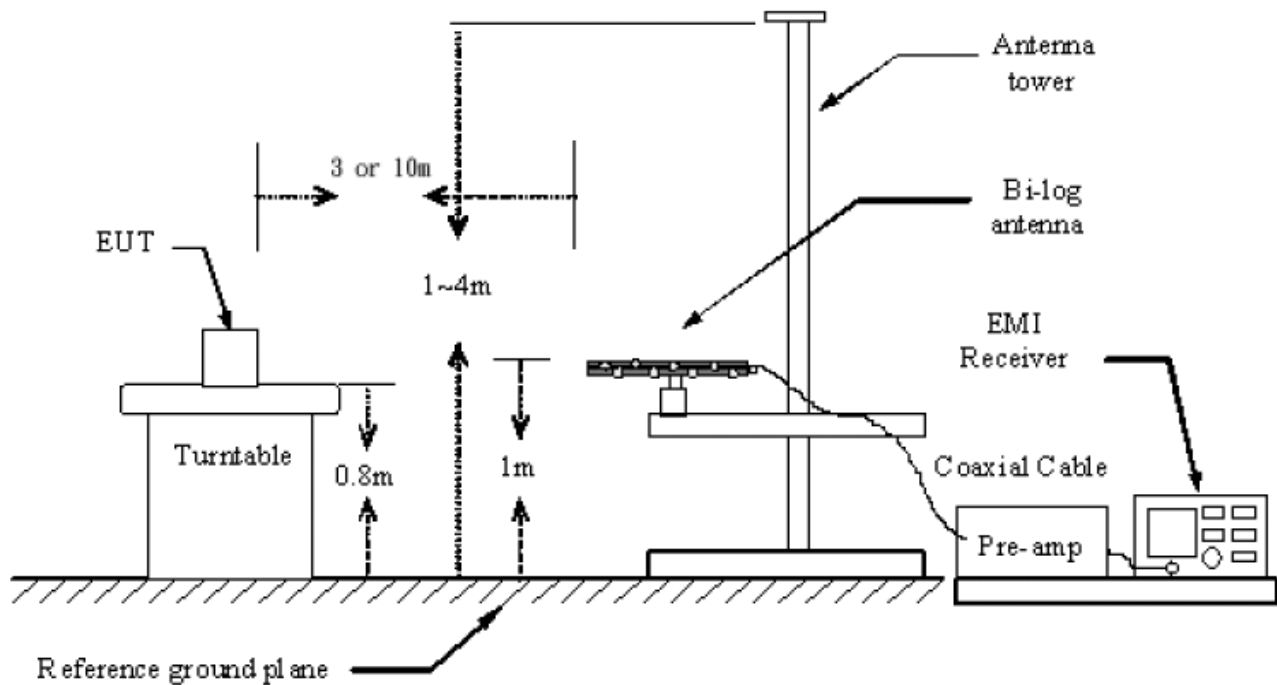 Antenna
tower
3 or 10m
Bi-log
antenna
EUT
1~4m
EMI
Receiver
Turntable
0.8m
1m
Coaxial Cable
Pre-amp
Reference ground plane